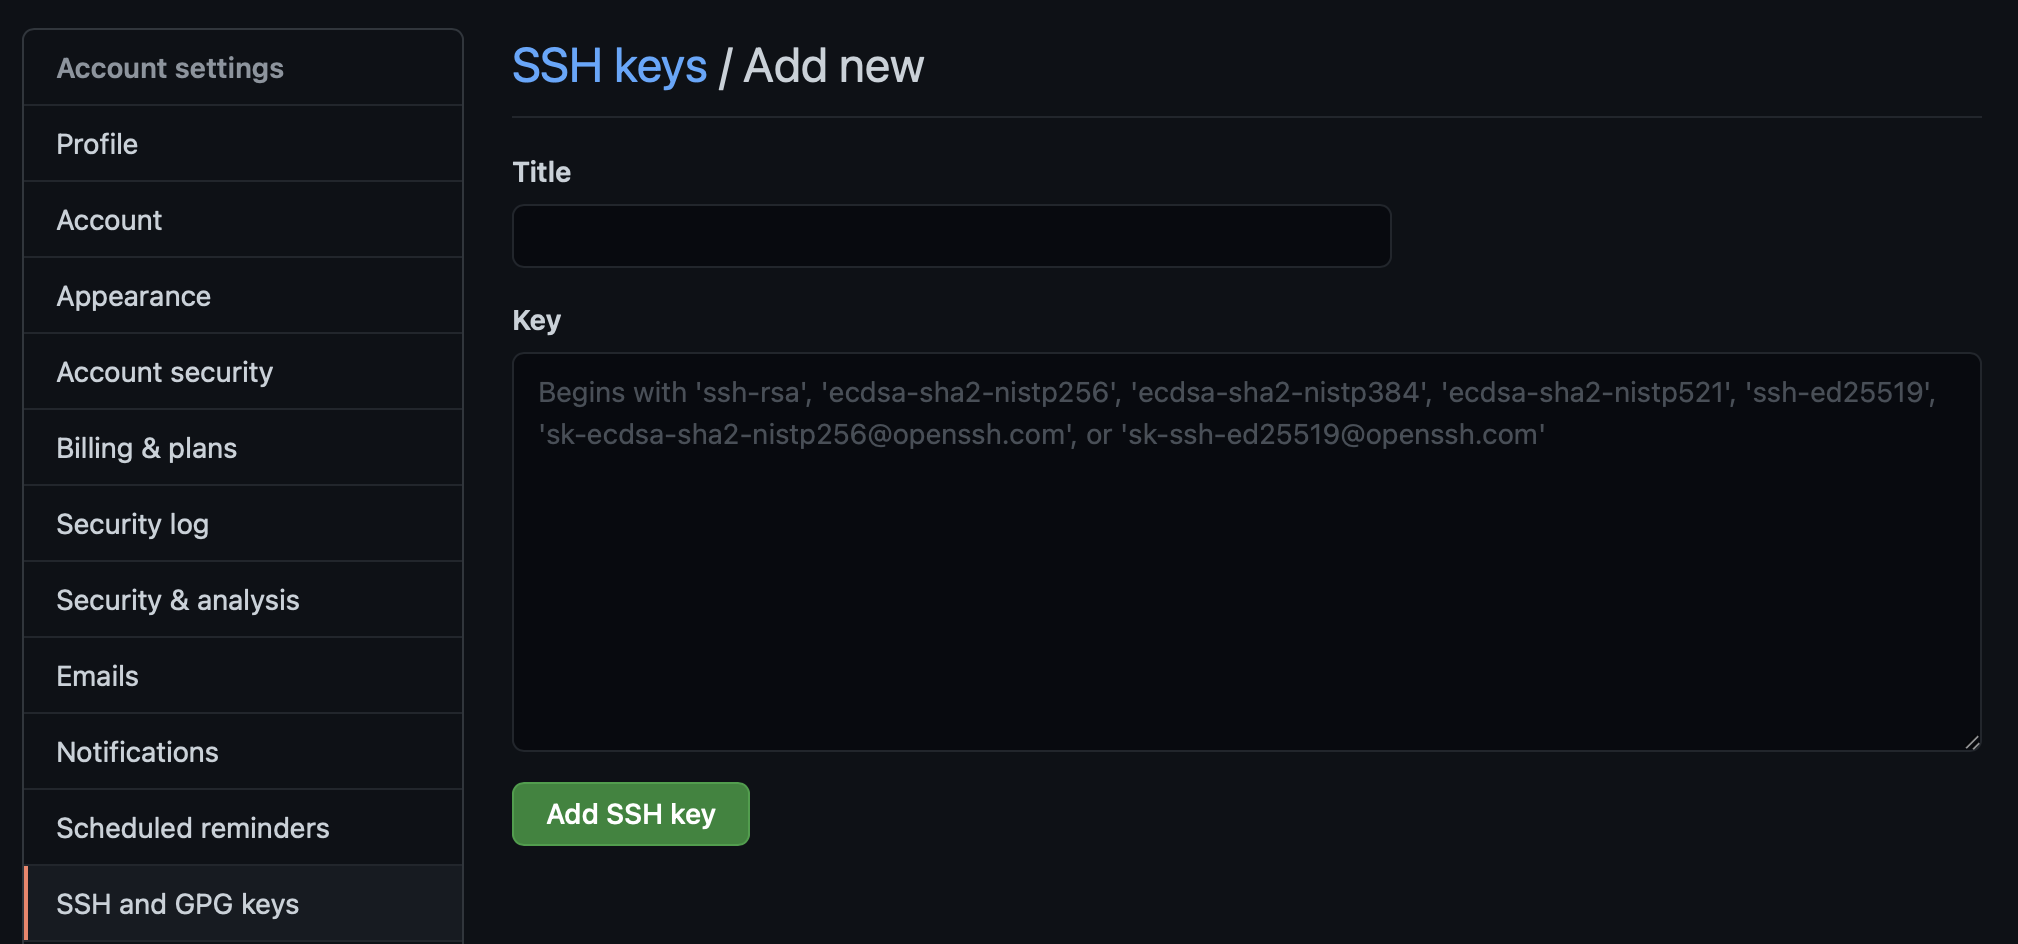 Account settings
Profile
Account
Appearance
Account security
Billing & plans
Security log
Security & analysis
Emails
Notifications
Scheduled reminders
SSH and GPG keys
SSH keys / Add new
Title
Key
Begins with 'ssh-rsa', 'ecdsa-sha2-nistp256', 'ecdsa-sha2-nistp384', 'ecdsa-sha2-nistp521', 'ssh-ed25519',
'sk-ecdsa-sha2-nistp256@openssh.com', or 'sk-ssh-ed25519@openssh.com'
Add SSH key